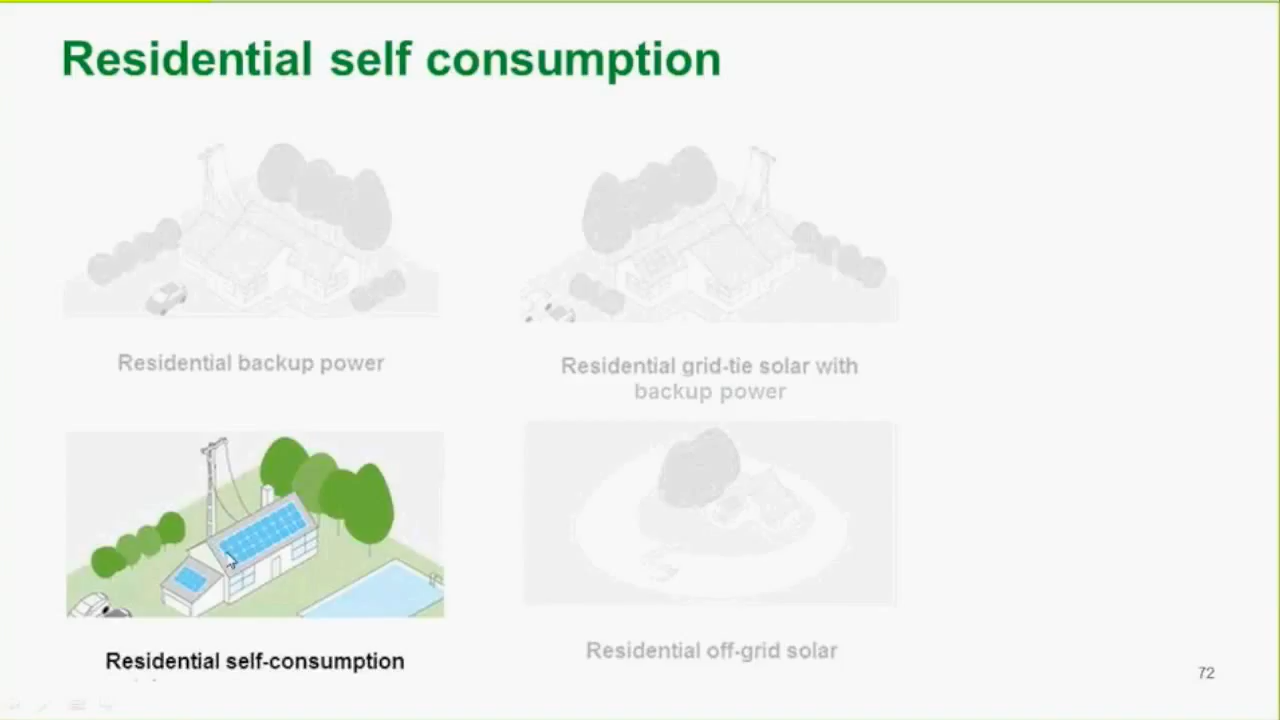 Residential self consumption
Residential backup power
Residential grid-tie solar with
backup power
Residential self-consumption
Residential off-grid solar
72